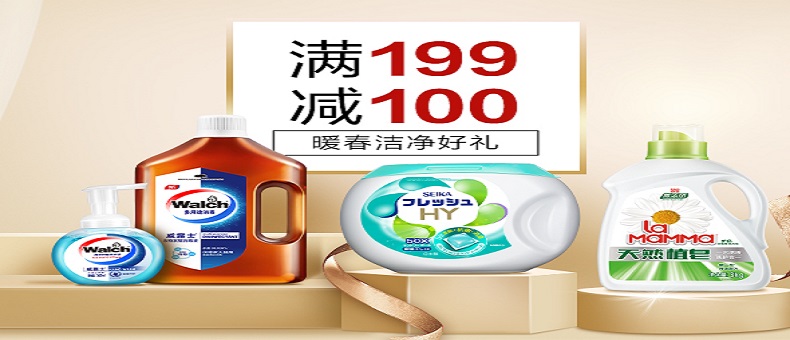 满199
减100
暖春洁净好礼
Walch
多用途消毒
威露士
Walch
威露士
SEIKA
フレッシュ
HY
60X
La
MAMMA
天然植皂